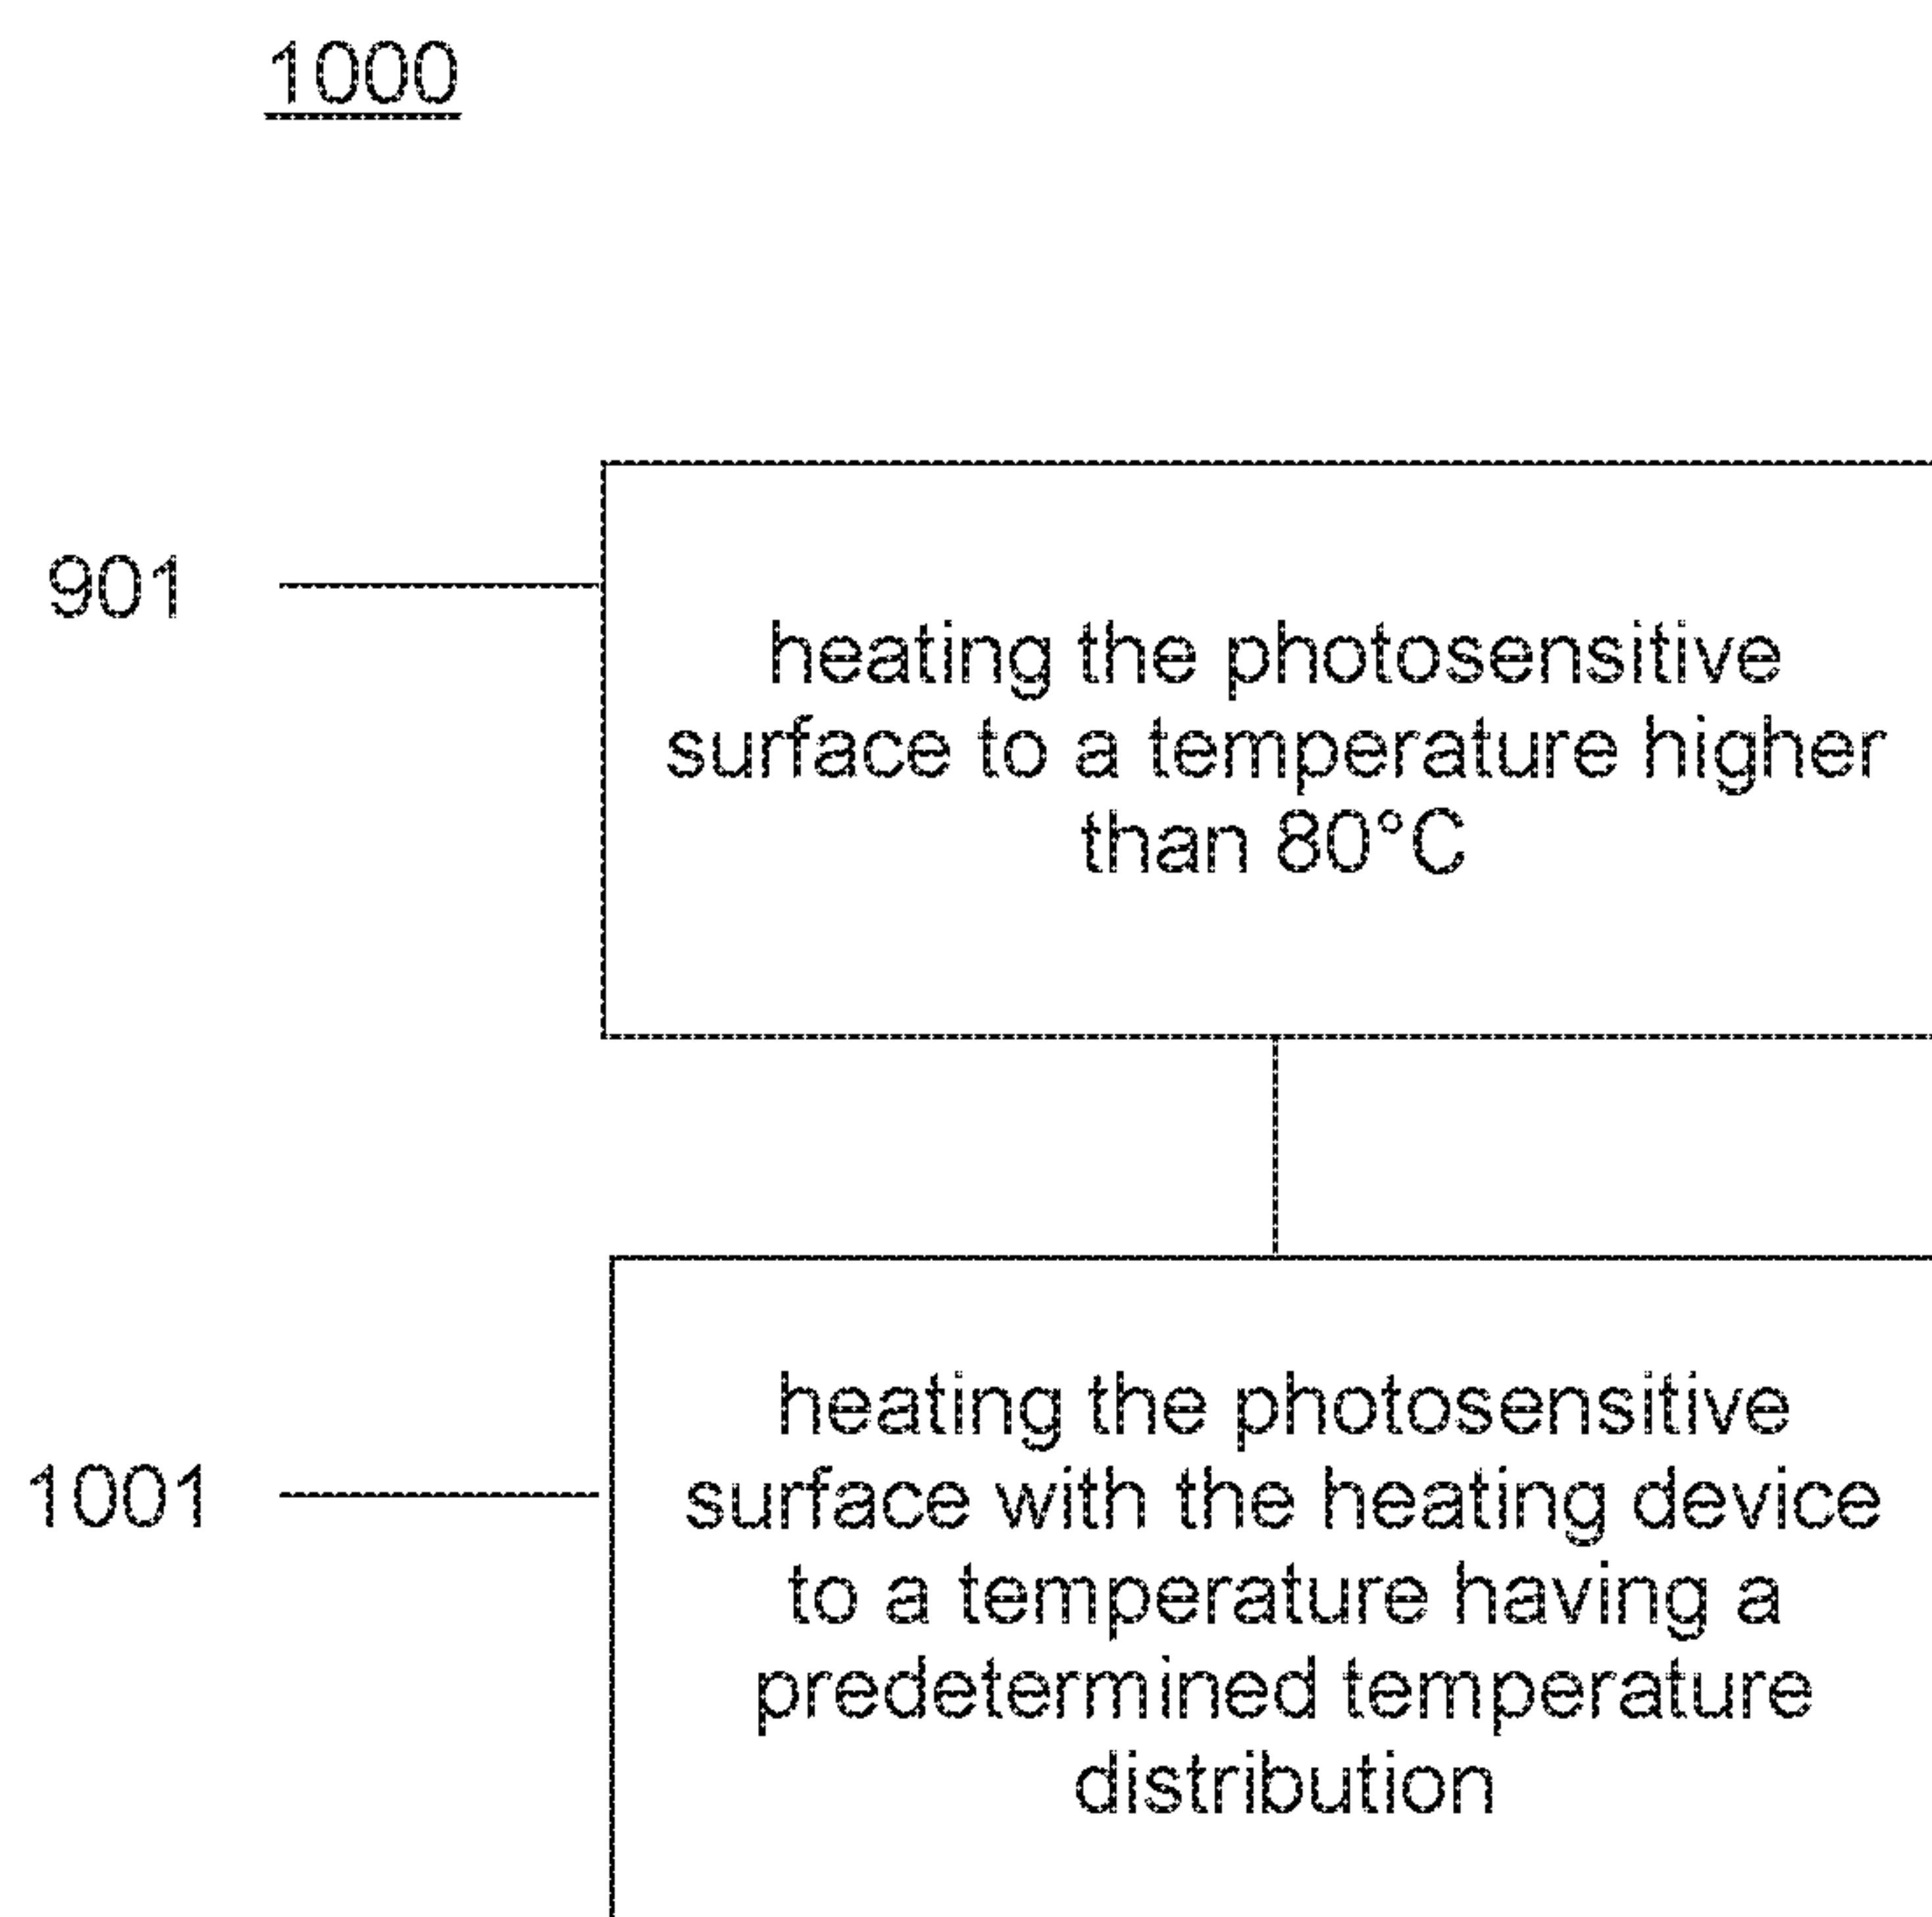 1000
901
heating the photosensitive
surface to a temperature higher
than 80°C
1001
heating the photosensitive
surface with the heating device
to a temperature having a
predetermined temperature
distribution